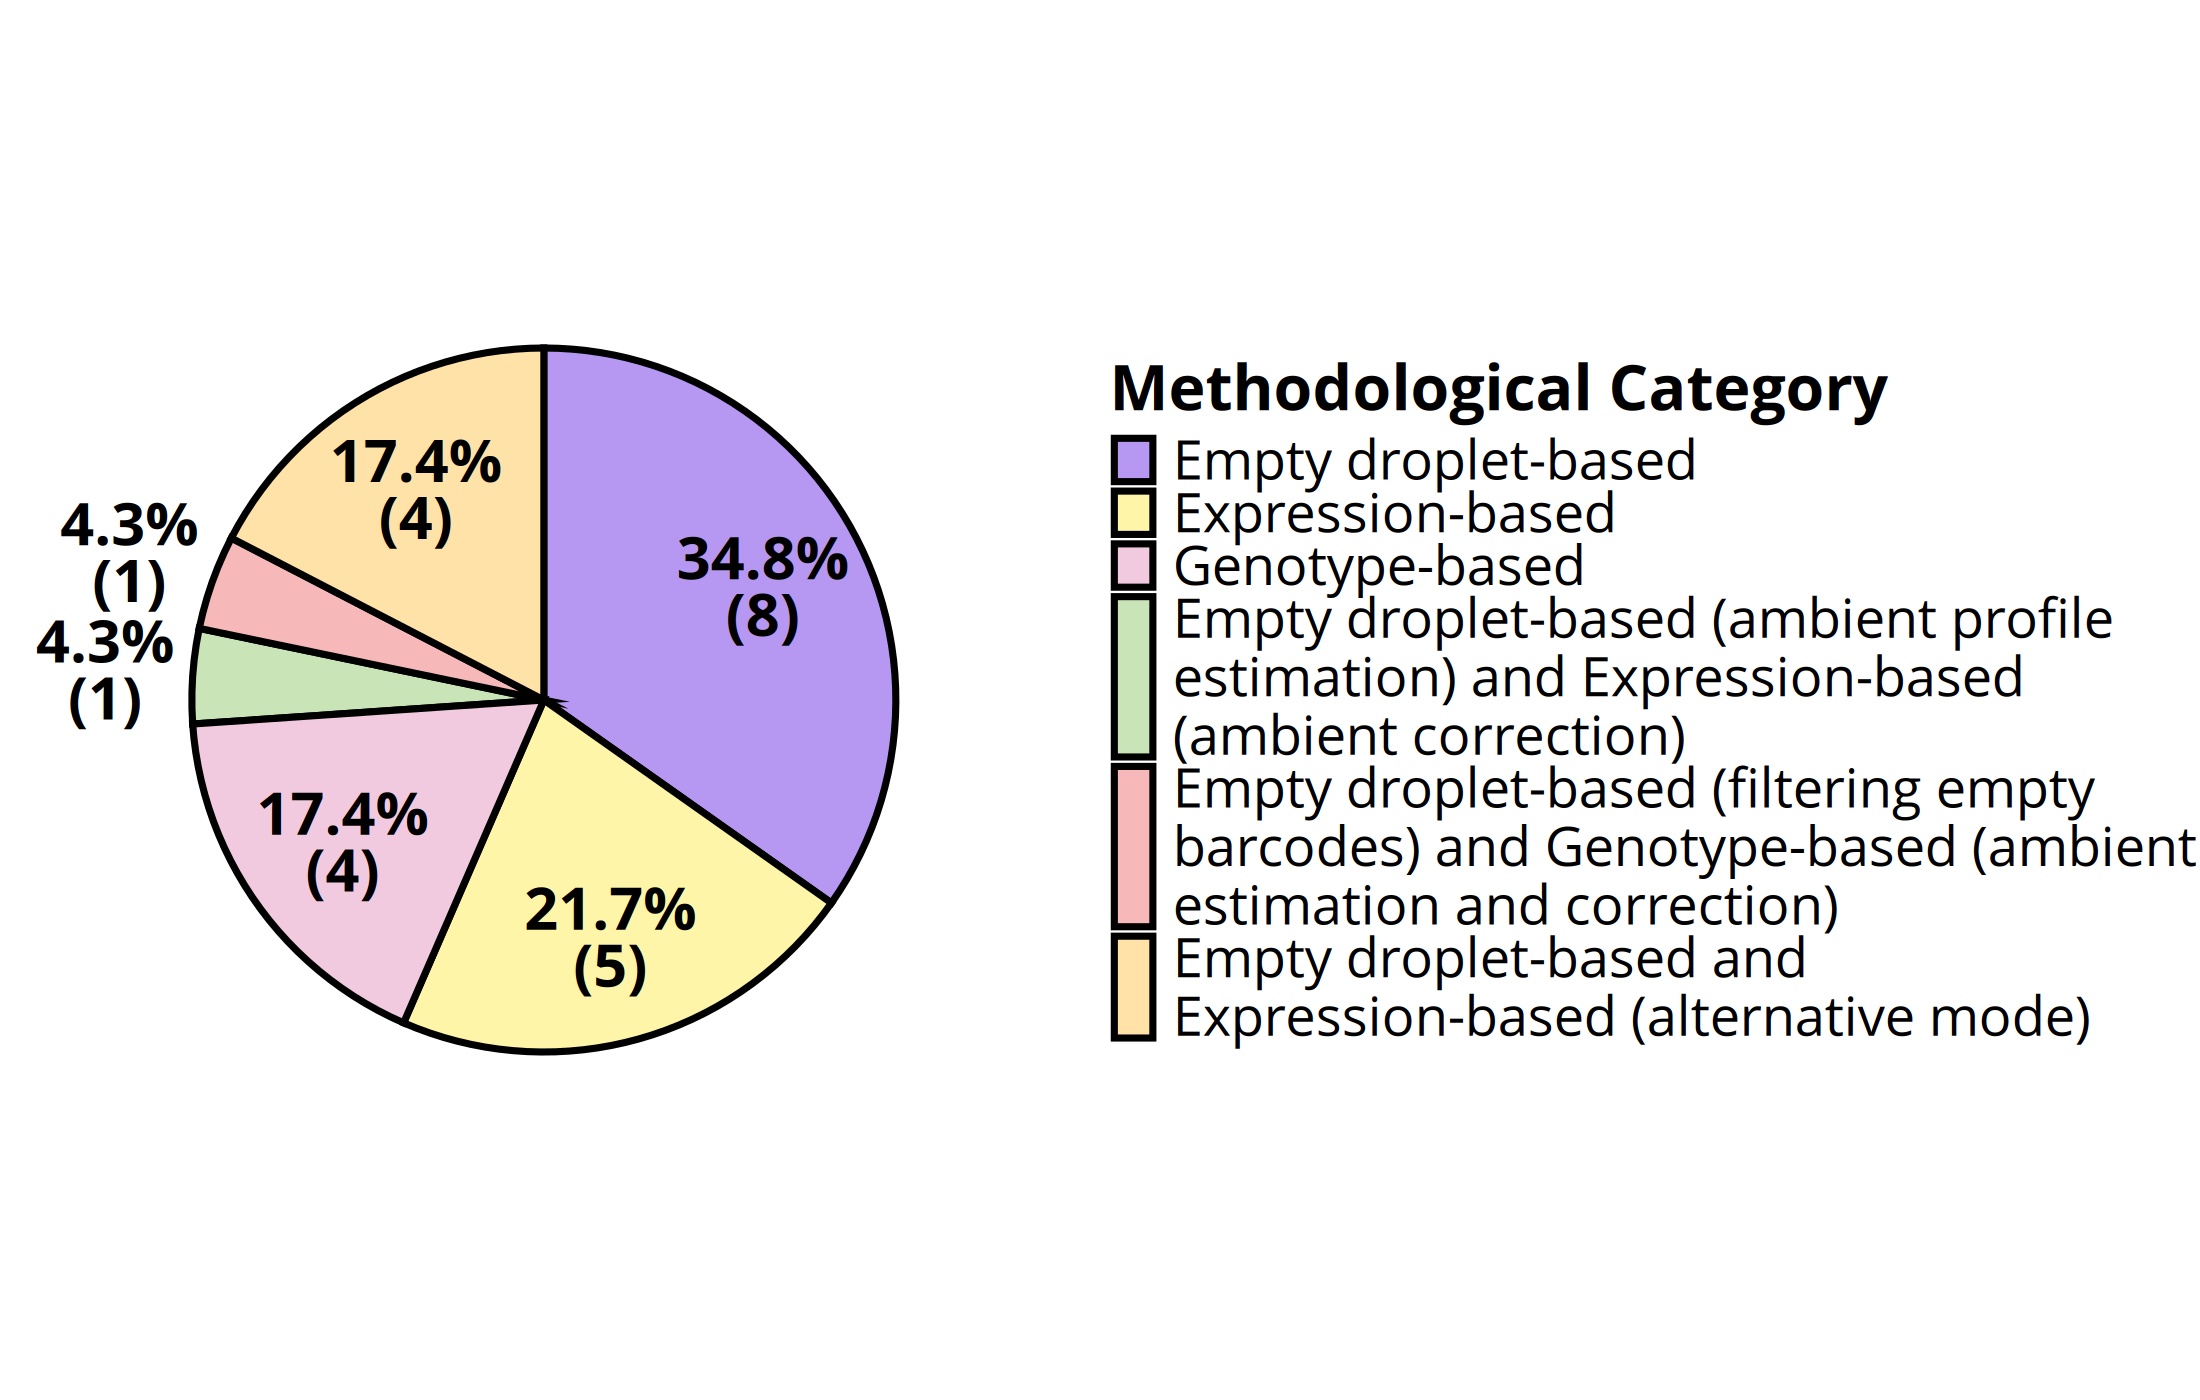 17.4%
(4)
4.3%
(1)
34.8%
(8)
4.3%
(1)
17.4%
(4)
21.7%
(5)
Methodological Category
Empty droplet-based
Expression-based
Genotype-based
Empty droplet-based (ambient profile
estimation) and Expression-based
(ambient correction)
Empty droplet-based (filtering empty
barcodes) and Genotype-based (ambient
estimation and correction)
Empty droplet-based and
Expression-based (alternative mode)